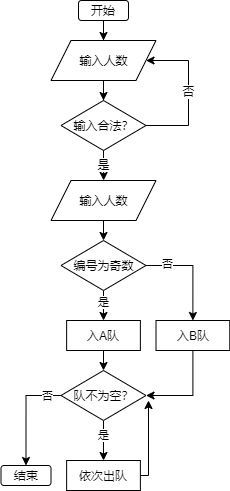 开始
输入人数
否
输入合法？
是
输入人数
编号为奇数
否
是
入A队
入B队
否
队不为空？
是
结束
依次出队